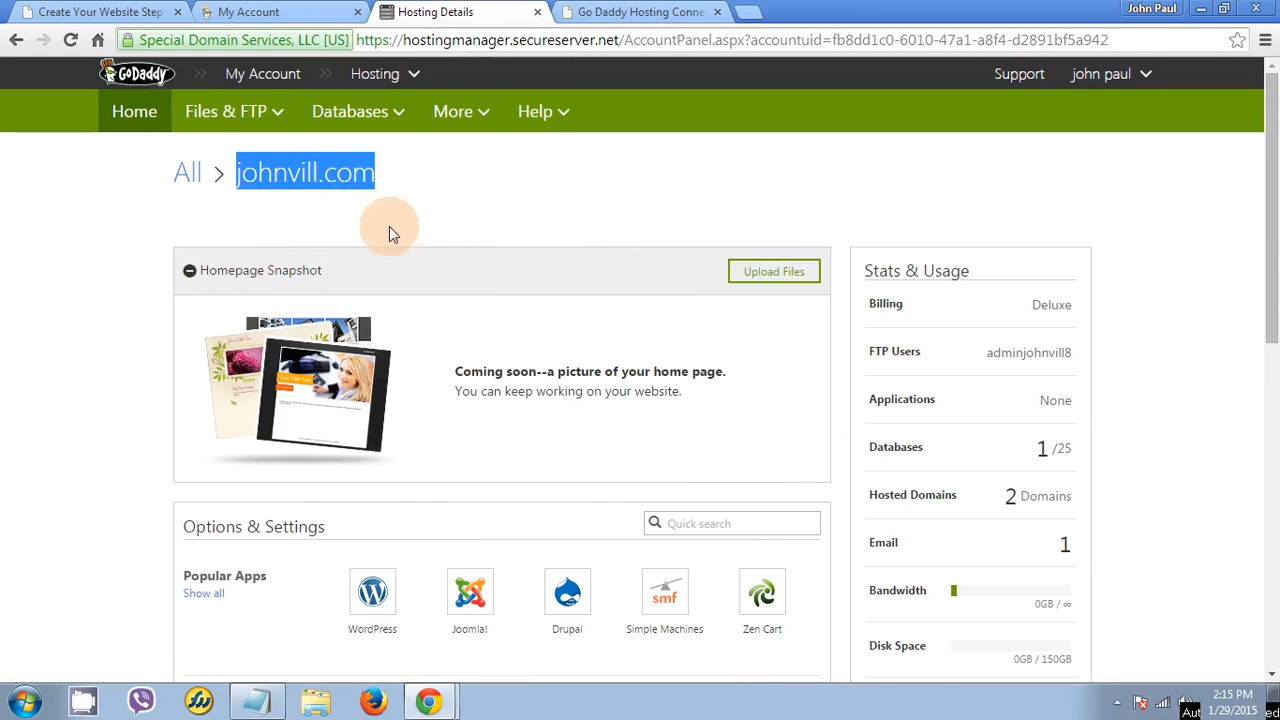 John Paul
Create Your Website Step
My Account
Hosting Details
Go Daddy Hosting Conne
Special Domain Services, LLC [US]
https://hostingmanager.secureserver.net/AccountPanel.aspx?accountuid=fb8dd1c0-6010-47a1-a8f4-d2891bf5a942
GODADDY
My Account
Hosting
Support
john paul
Home
Files & FTP
Databases
More
Help
All > johnvill.com
Homepage Snapshot
Upload Files
Coming soon--a picture of your home page.
You can keep working on your website.
Stats & Usage
Billing Deluxe
FTP Users adminjohnvill8
Applications None
Databases 1 /25
Hosted Domains 2 Domains
Email 1
Bandwidth
0GB / ∞
Disk Space
0GB / 150GB
Options & Settings
Quick search
Popular Apps
Show all
smf
WordPress
Joomla!
Drupal
Simple Machines
Zen Cart
2:15 PM
1/29/2015